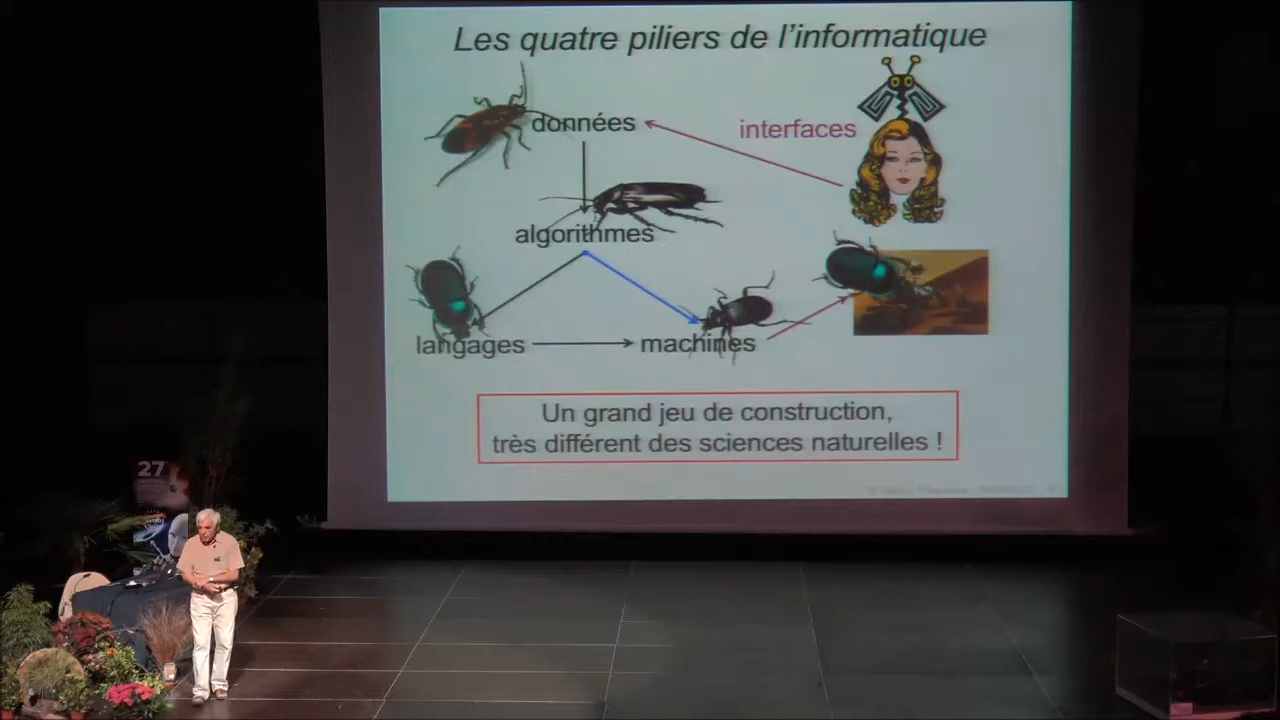 Les quatre piliers de l'informatique
données
interfaces
algorithmes
langages
machines
Un grand jeu de construction,
très différent des sciences naturelles !
27